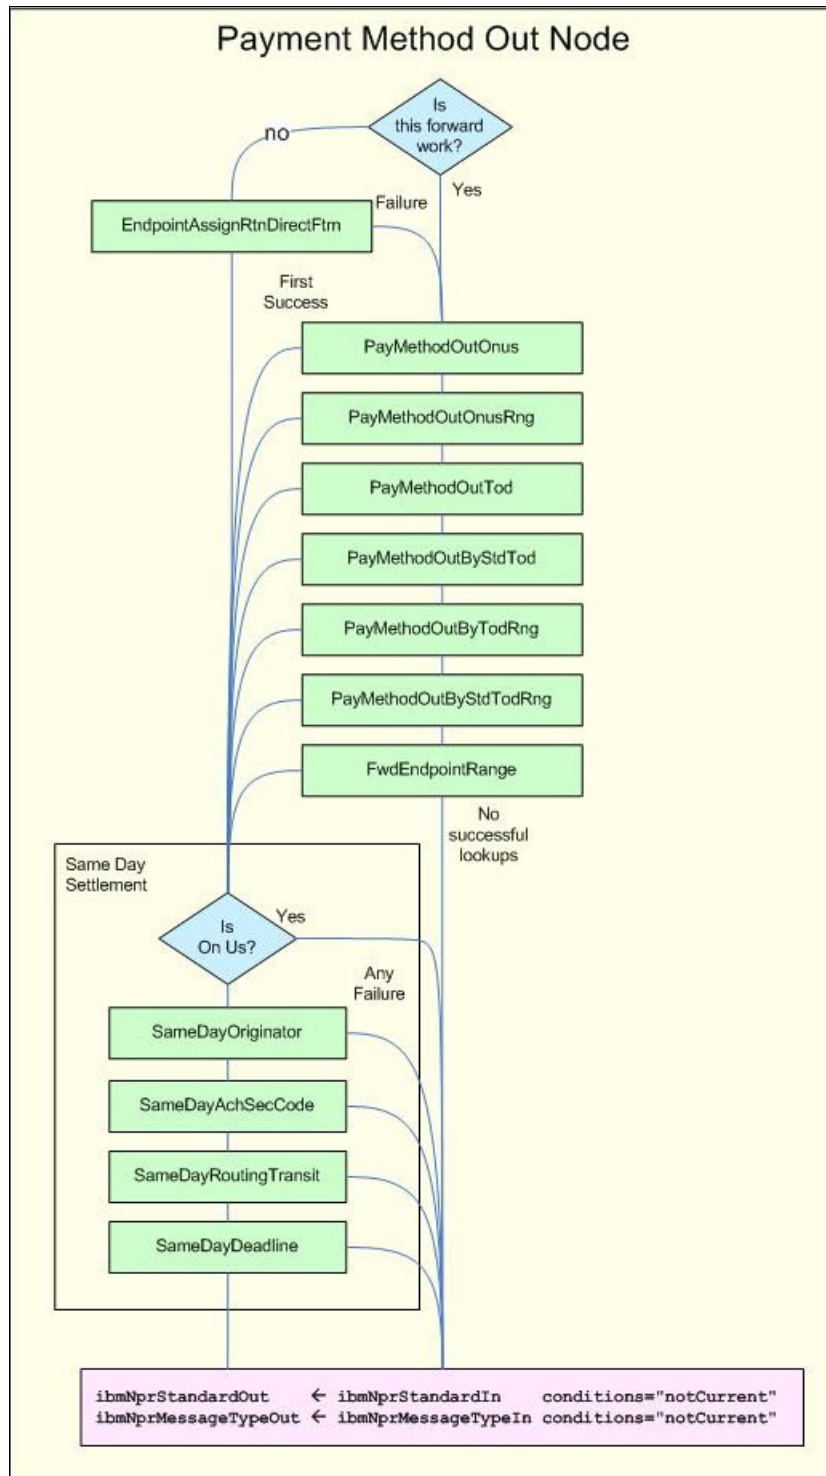 Payment Method Out Node
Is
this forward
work?
no
Yes
Failure
EndpointAssignRtnDirectFtm
First
Success
PayMethodOutOnus
PayMethodOutOnusRng
PayMethodOutTod
PayMethodOutByStdTod
PayMethodOutByTodRng
PayMethodOutByStdTodRng
FwdEndpointRange
No
successful
lookups
Same Day
Settlement
Is
On Us?
Yes
Any
Failure
SameDayOriginator
SameDayAchSecCode
SameDayRoutingTransit
SameDayDeadline
ibmNprStandardOut ← ibmNprStandardIn conditions="notCurrent"
ibmNprMessageTypeOut ← ibmNprMessageTypeIn conditions="notCurrent"